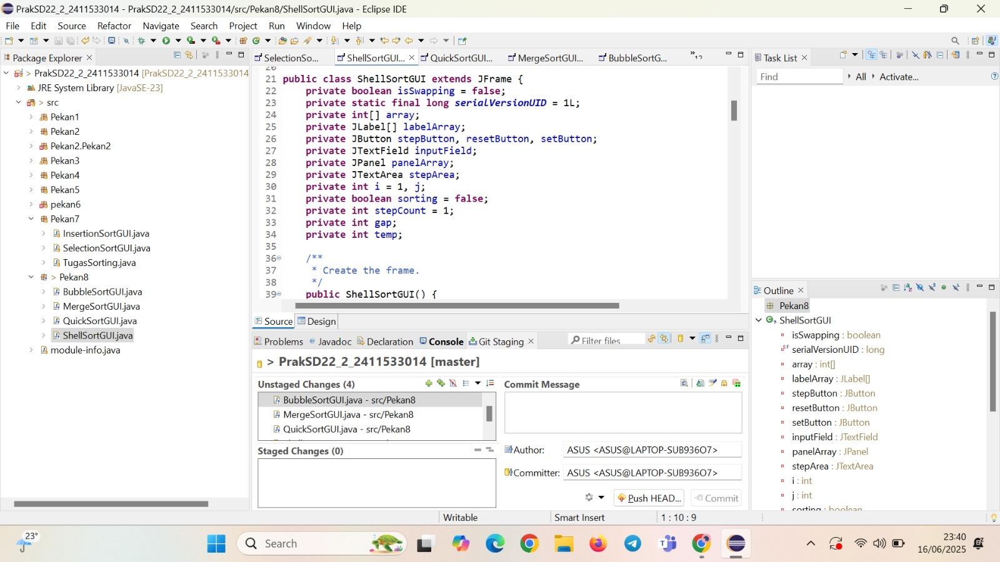 PrakSD22_2_2411533014 - PrakSD22_2_2411533014/src/Pekan8/ShellSortGUI.java - Eclipse IDE
File Edit Source Refactor Navigate Search Project Run Window Help
Package Explorer
> PrakSD22_2_2411533014 [PrakSD22_2_2411533014
JRE System Library [JavaSE-23]
> src
Pekan1
Pekan2
Pekan2.Pekan2
Pekan3
Pekan4
Pekan5
pekan6
Pekan7
InsertionSortGUI.java
SelectionSortGUI.java
TugasSorting.java
> Pekan8
BubbleSortGUI.java
MergeSortGUI.java
QuickSortGUI.java
ShellSortGUI.java
module-info.java
SelectionSo... ShellSortGUI... QuickSortGUI... MergeSortGUI... BubbleSortG... »12
20
21 public class ShellSortGUI extends JFrame {
22 private boolean isSwapping = false;
23 private static final long serialVersionUID = 1L;
24 private int[] array;
25 private JLabel[] labelArray;
26 private JButton stepButton, resetButton, setButton;
27 private JTextField inputField;
28 private JPanel panelArray;
29 private JTextArea stepArea;
30 private int i = 1, j;
31 private boolean sorting = false;
32 private int stepCount = 1;
33 private int gap;
34 private int temp;
35
36 /**
37 * Create the frame.
38 */
39 public ShellSortGUI() {
Source Design
Problems Javadoc Declaration Console Git Staging
Filter files
> PrakSD22_2_2411533014 [master]
Unstaged Changes (4)
BubbleSortGUI.java - src/Pekan8
MergeSortGUI.java - src/Pekan8
QuickSortGUI.java - src/Pekan8
Staged Changes (0)
Commit Message
Author: ASUS <ASUS@LAPTOP-SUB936O7>
Committer: ASUS <ASUS@LAPTOP-SUB936O7>
Push HEAD... Commit
Task List
Find All Activate...
Outline
Pekan8
ShellSortGUI
isSwapping : boolean
serialVersionUID : long
array : int[]
labelArray : JLabel[]
stepButton : JButton
resetButton : JButton
setButton : JButton
inputField : JTextField
panelArray : JPanel
stepArea : JTextArea
i : int
j : int
sorting : boolean
Writable Smart Insert 1 : 10 : 9
23°
Search
23:40
16/06/2025